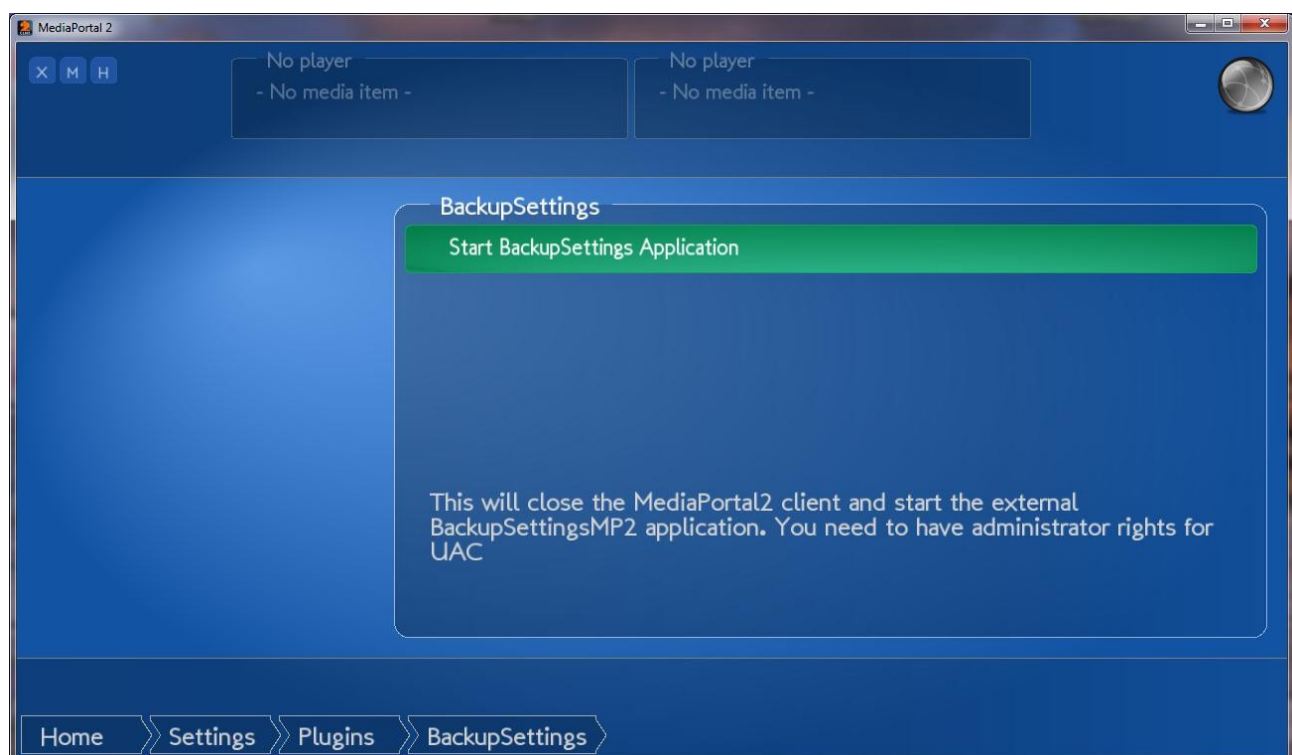 MediaPortal 2
X M H
No player
- No media item -
No player
- No media item -
BackupSettings
Start BackupSettings Application
This will close the MediaPortal2 client and start the external
BackupSettingsMP2 application. You need to have administrator rights for
UAC
Home Settings Plugins BackupSettings